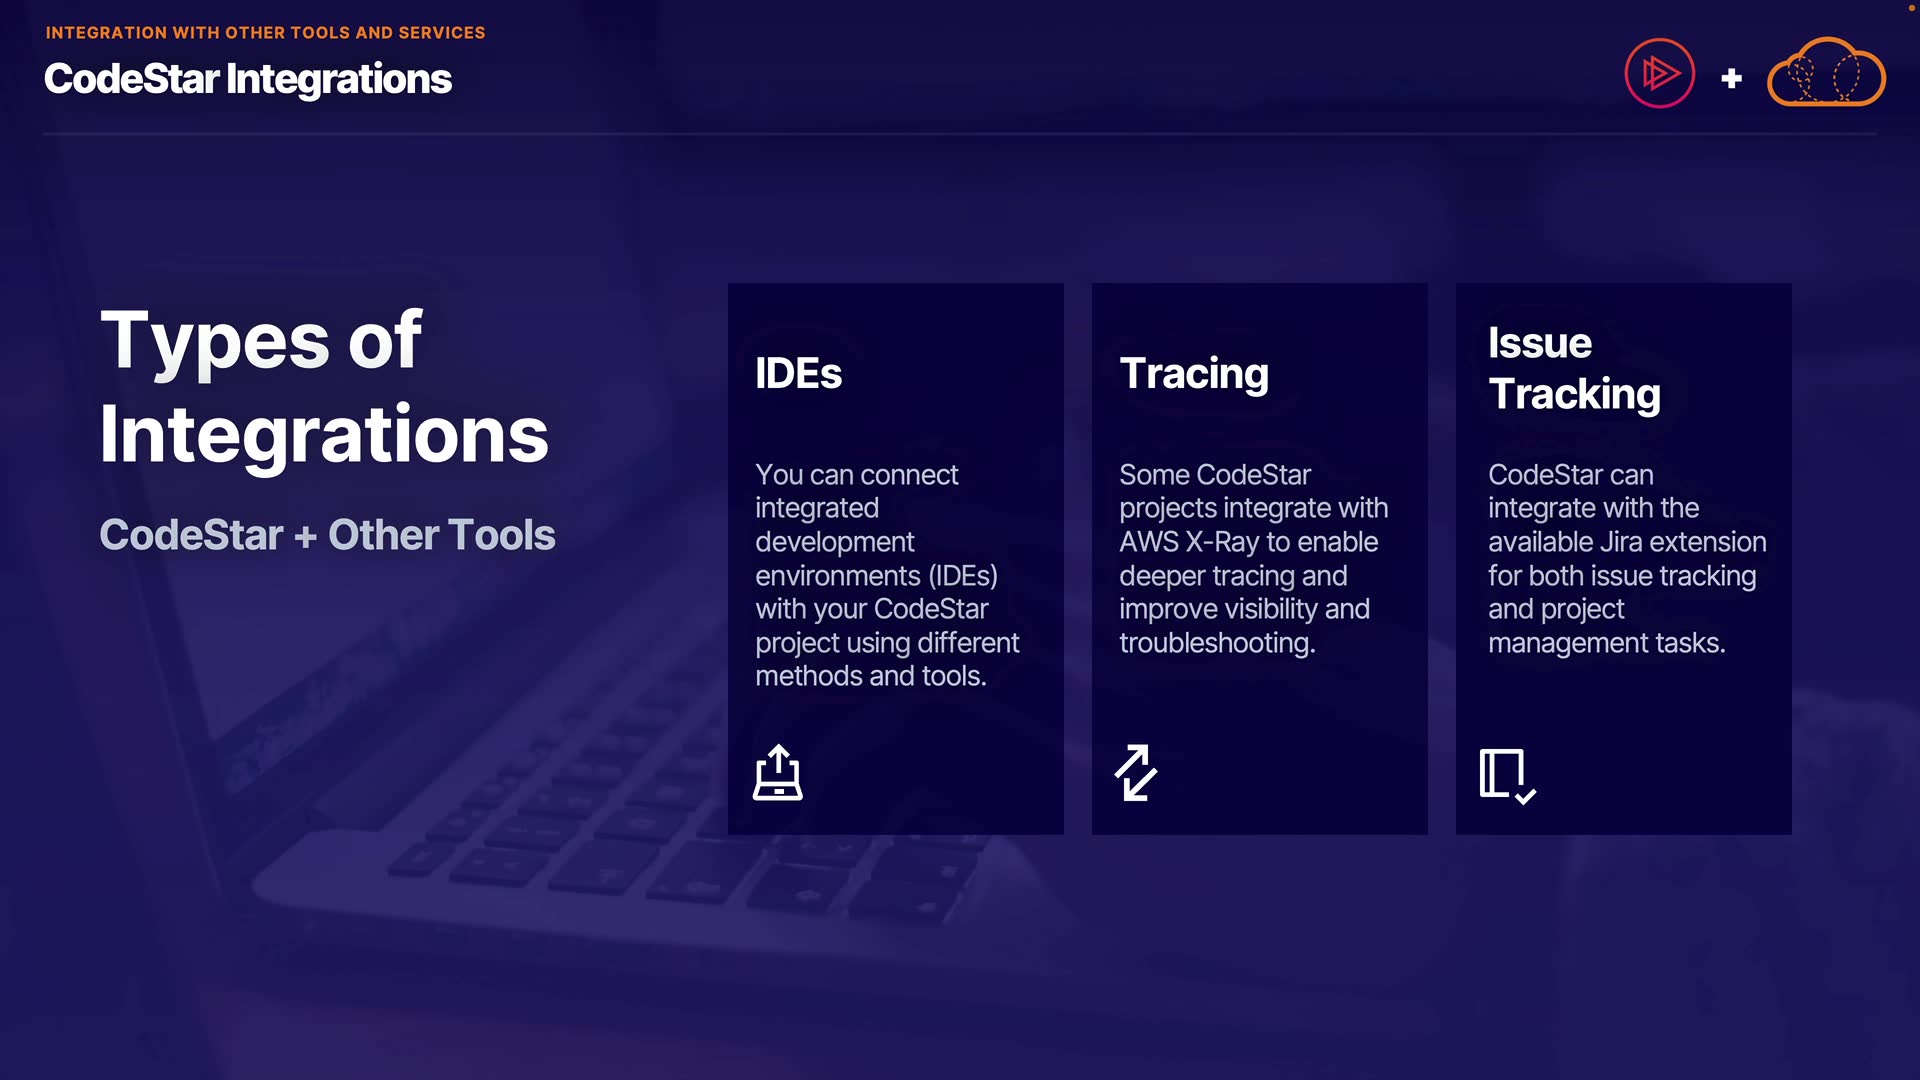 INTEGRATION WITH OTHER TOOLS AND SERVICES
CodeStar Integrations
Types of
Integrations
CodeStar + Other Tools
IDEs
You can connect
integrated
development
environments (IDEs)
with your CodeStar
project using different
methods and tools.
Tracing
Some CodeStar
projects integrate with
AWS X-Ray to enable
deeper tracing and
improve visibility and
troubleshooting.
Issue
Tracking
CodeStar can
integrate with the
available Jira extension
for both issue tracking
and project
management tasks.